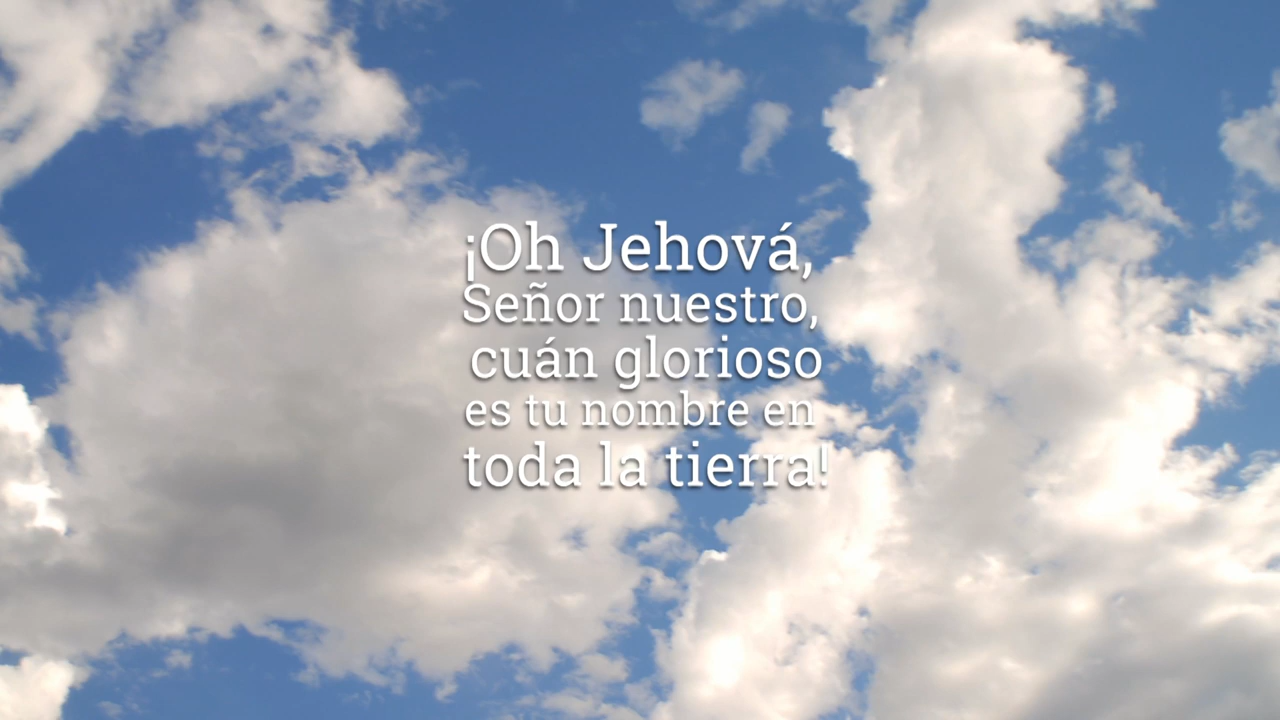 ¡Oh Jehová,
Señor nuestro,
cuán glorioso
es tu nombre en
toda la tierra!